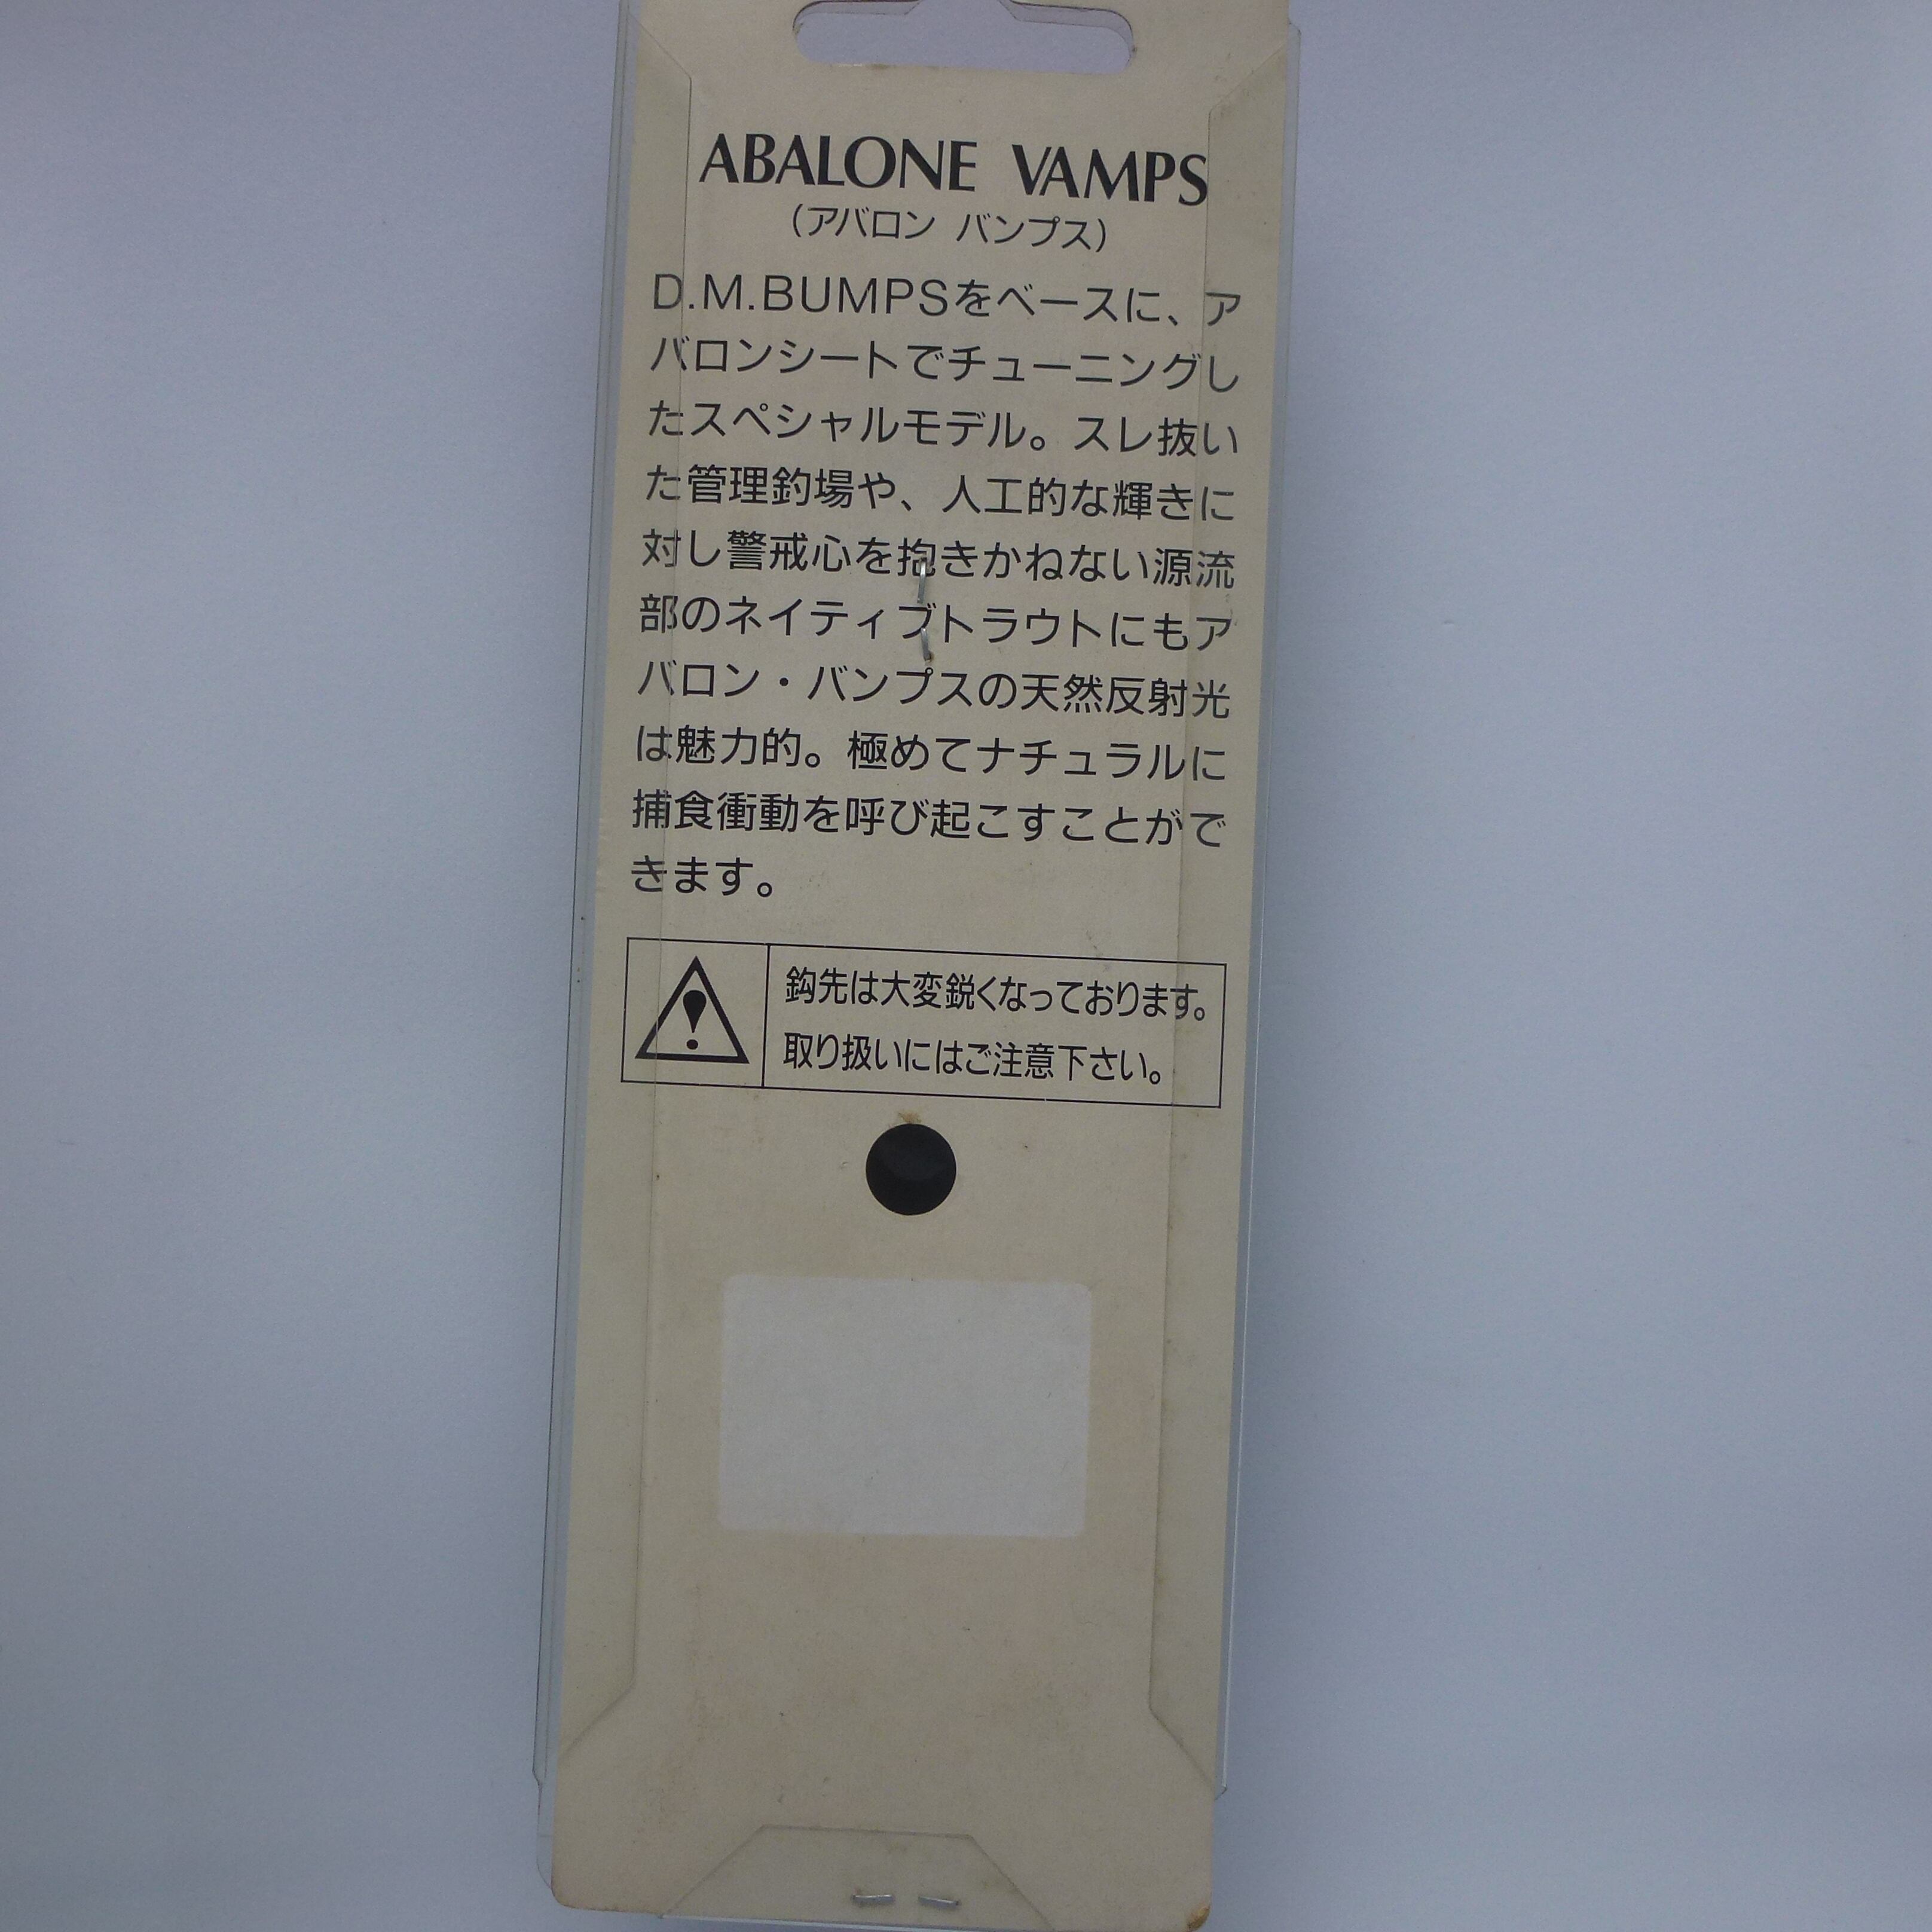 ABALONE VAMPS
(アバロン バンプス)
D.M.BUMPSをベースに、ア
バロンシートでチューニングし
たスペシャルモデル。スレ抜い
た管理釣場や、人工的な輝きに
対し警戒心を抱きかねない源流
部のネイティブトラウトにもア
バロン・バンプスの天然反射光
は魅力的。極めてナチュラルに
捕食衝動を呼び起こすことがで
きます。
鈎先は大変鋭くなっております。
取り扱いにはご注意下さい。